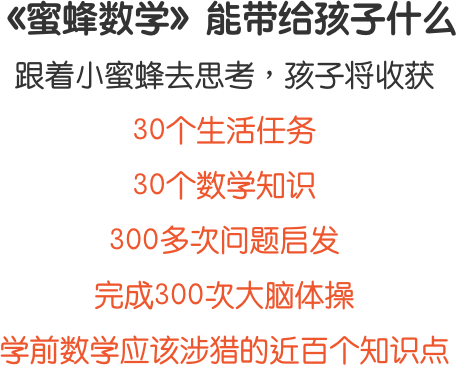 《蜜蜂数学》能带给孩子什么
跟着小蜜蜂去思考，孩子将收获
30个生活任务
30个数学知识
300多次问题启发
完成300次大脑体操
学前数学应该涉猎的近百个知识点